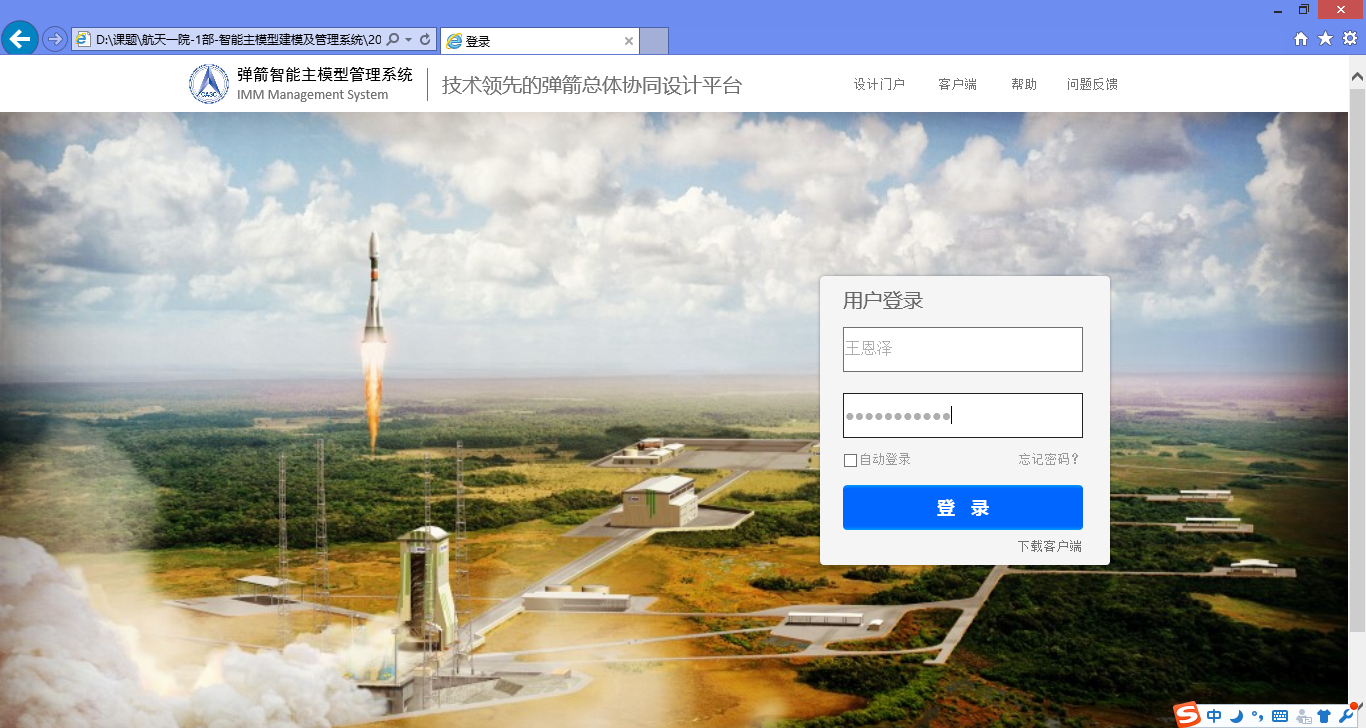 D:\课题\航天一院-1部-智能主模型建模及管理系统\20
登录
CASC
弹箭智能主模型管理系统
IMM Management System
技术领先的弹箭总体协同设计平台
设计门户
客户端
帮助
问题反馈
用户登录
王恩泽
自动登录
忘记密码？
登 录
下载客户端
S
中